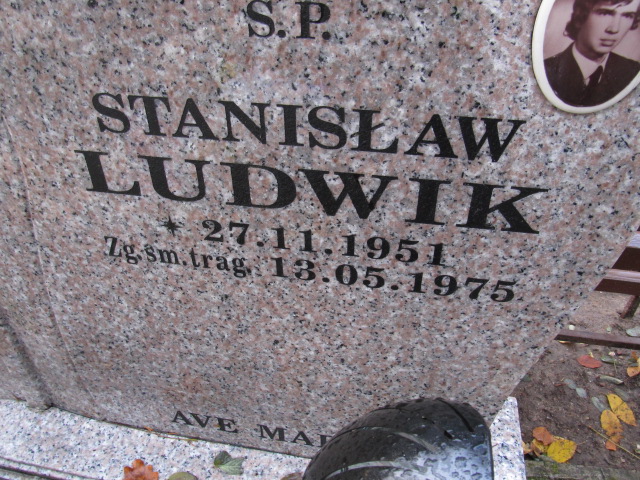 Ś.P.
STANISŁAW
LUDWIK
* 27.11.1951
Zg.śm.trag. 13.05.1975
AVE